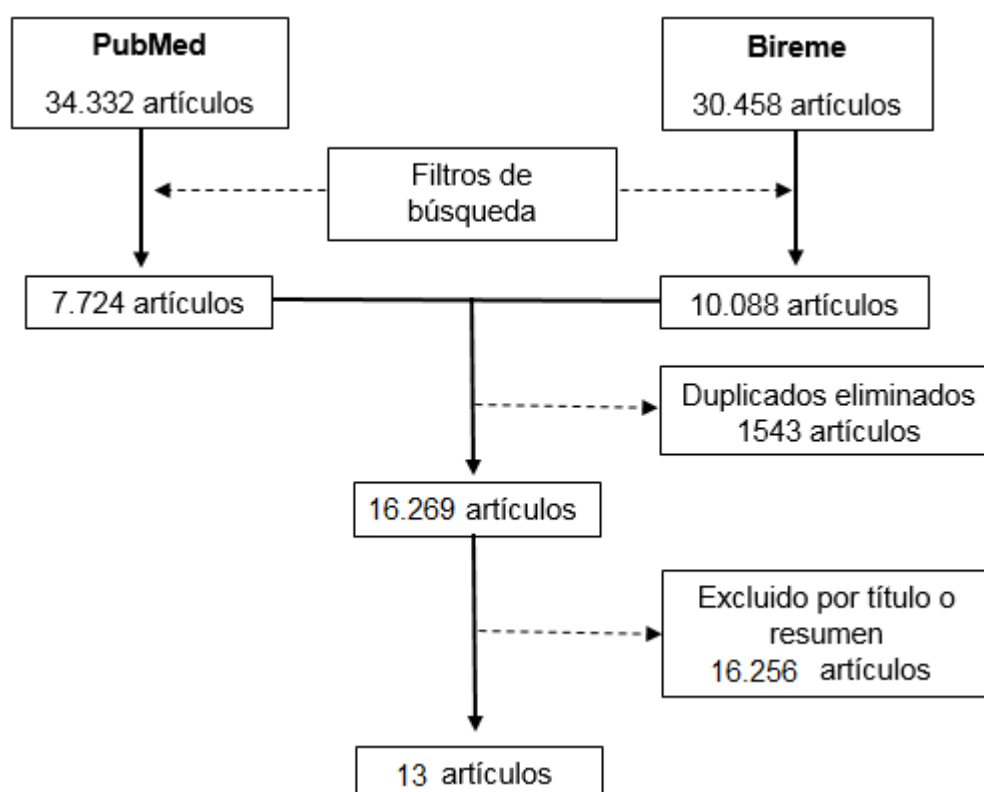 PubMed
34.332 artículos
Bireme
30.458 artículos
Filtros de
búsqueda
7.724 artículos
10.088 artículos
Duplicados eliminados
1543 artículos
16.269 artículos
Excluido por título o
resumen
16.256 artículos
13 artículos